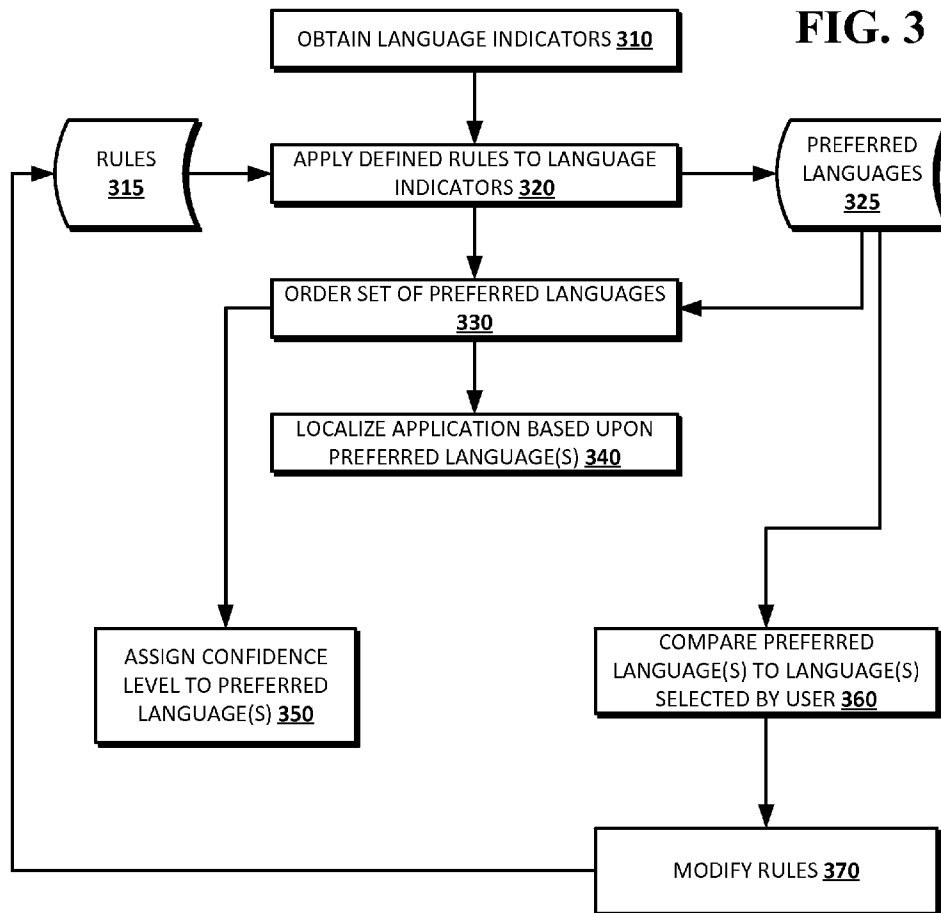 FIG. 3
OBTAIN LANGUAGE INDICATORS 310
RULES
315
APPLY DEFINED RULES TO LANGUAGE
INDICATORS 320
PREFERRED
LANGUAGES
325
ORDER SET OF PREFERRED LANGUAGES
330
LOCALIZE APPLICATION BASED UPON
PREFERRED LANGUAGE(S) 340
ASSIGN CONFIDENCE
LEVEL TO PREFERRED
LANGUAGE(S) 350
COMPARE PREFERRED
LANGUAGE(S) TO LANGUAGE(S)
SELECTED BY USER 360
MODIFY RULES 370